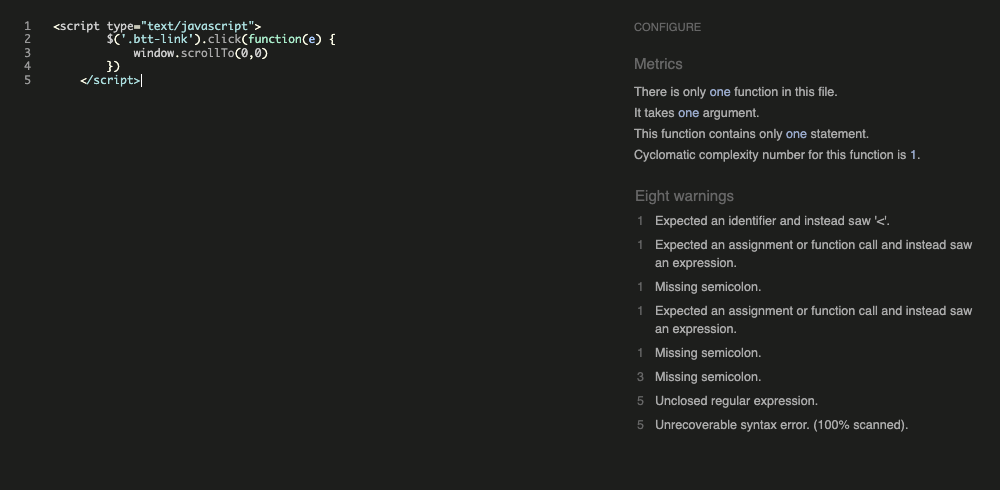 1 <script type="text/javascript">
2 $('.btt-link').click(function(e) {
3 window.scrollTo(0,0)
4 })
5 </script>
CONFIGURE
Metrics
There is only one function in this file.
It takes one argument.
This function contains only one statement.
Cyclomatic complexity number for this function is 1.
Eight warnings
1 Expected an identifier and instead saw '<'.
1 Expected an assignment or function call and instead saw
an expression.
1 Missing semicolon.
1 Expected an assignment or function call and instead saw
an expression.
1 Missing semicolon.
3 Missing semicolon.
5 Unclosed regular expression.
5 Unrecoverable syntax error. (100% scanned).